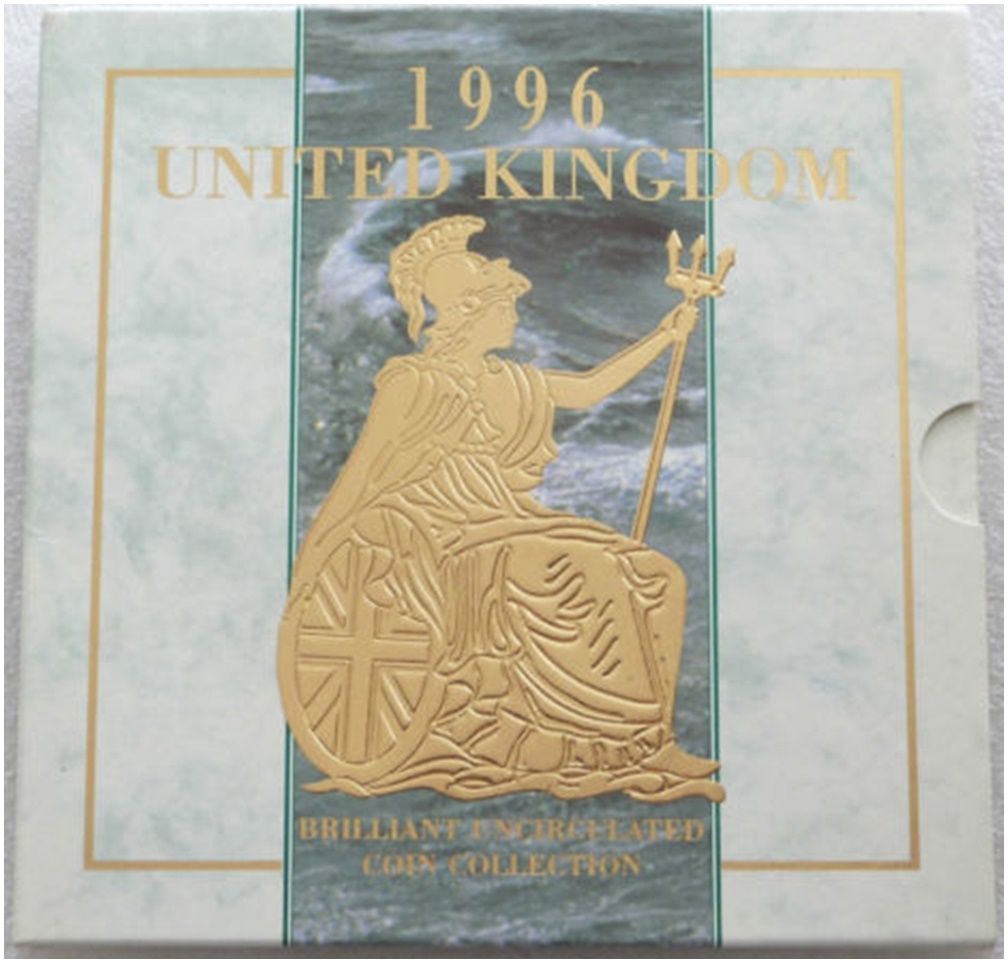 1996
UNITED KINGDOM
BRILLIANT UNCIRCULATED
COIN COLLECTION